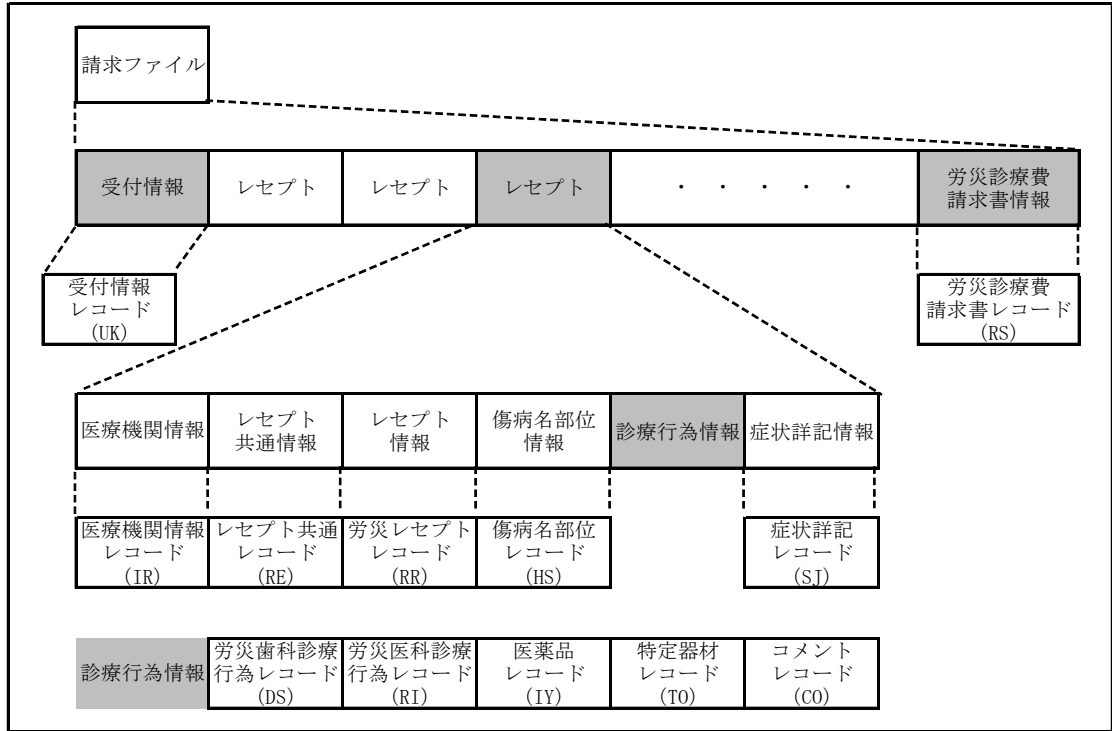 請求ファイル
受付情報
レセプト
レセプト
レセプト
・ ・ ・ ・ ・
労災診療費
請求書情報
受付情報
レコード
(UK)
労災診療費
請求書レコード
(RS)
医療機関情報
レセプト
共通情報
レセプト
情報
傷病名部位
情報
診療行為情報
症状詳記情報
医療機関情報
レコード
(IR)
レセプト共通
レコード
(RE)
労災レセプト
レコード
(RR)
傷病名部位
レコード
(HS)
症状詳記
レコード
(SJ)
診療行為情報
労災歯科診療
行為レコード
(DS)
労災医科診療
行為レコード
(RI)
医薬品
レコード
(IY)
特定器材
レコード
(TO)
コメント
レコード
(CO)